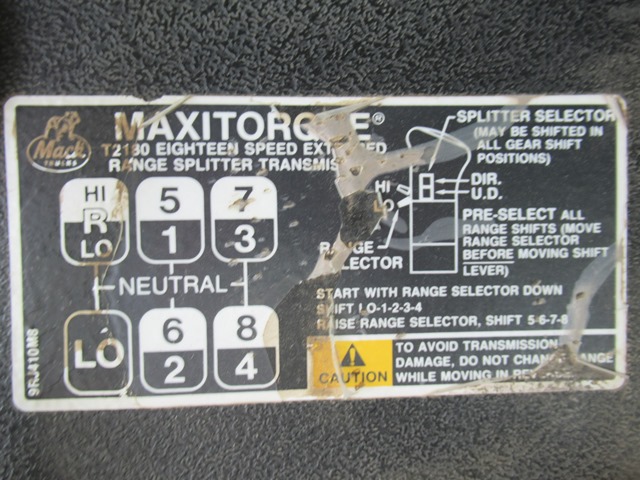 Mack
TRUCKS
MAXITORQUE®
T2180 EIGHTEEN SPEED EXTENDED
RANGE SPLITTER TRANSMIS
HI
R
LO
5
1
7
3
NEUTRAL
LO
6
2
8
4
SPLITTER SELECTOR
(MAY BE SHIFTED IN
ALL GEAR SHIFT
POSITIONS)
DIR.
U.D.
HI
LO
RANGE
SELECTOR
PRE-SELECT ALL
RANGE SHIFTS (MOVE
RANGE SELECTOR
BEFORE MOVING SHIFT
LEVER)
START WITH RANGE SELECTOR DOWN
SHIFT LO-1-2-3-4
RAISE RANGE SELECTOR, SHIFT 5-6-7-8
CAUTION
TO AVOID TRANSMISSION
DAMAGE, DO NOT CHANGE RANGE
WHILE MOVING IN REVERSE
9RJ410M8